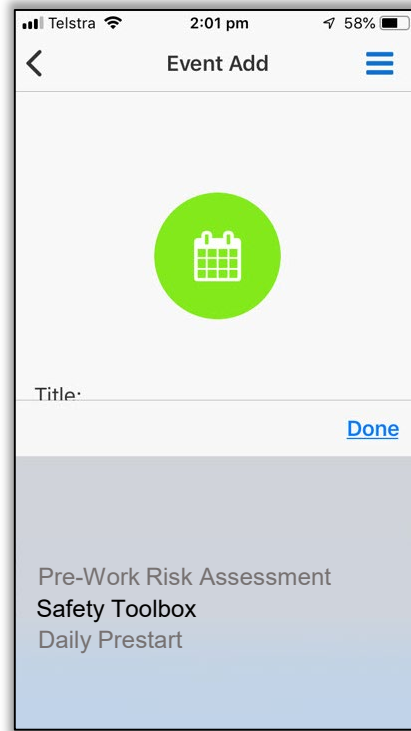 Telstra 2:01 pm 58%
Event Add
Title:
Done
Pre-Work Risk Assessment
Safety Toolbox
Daily Prestart